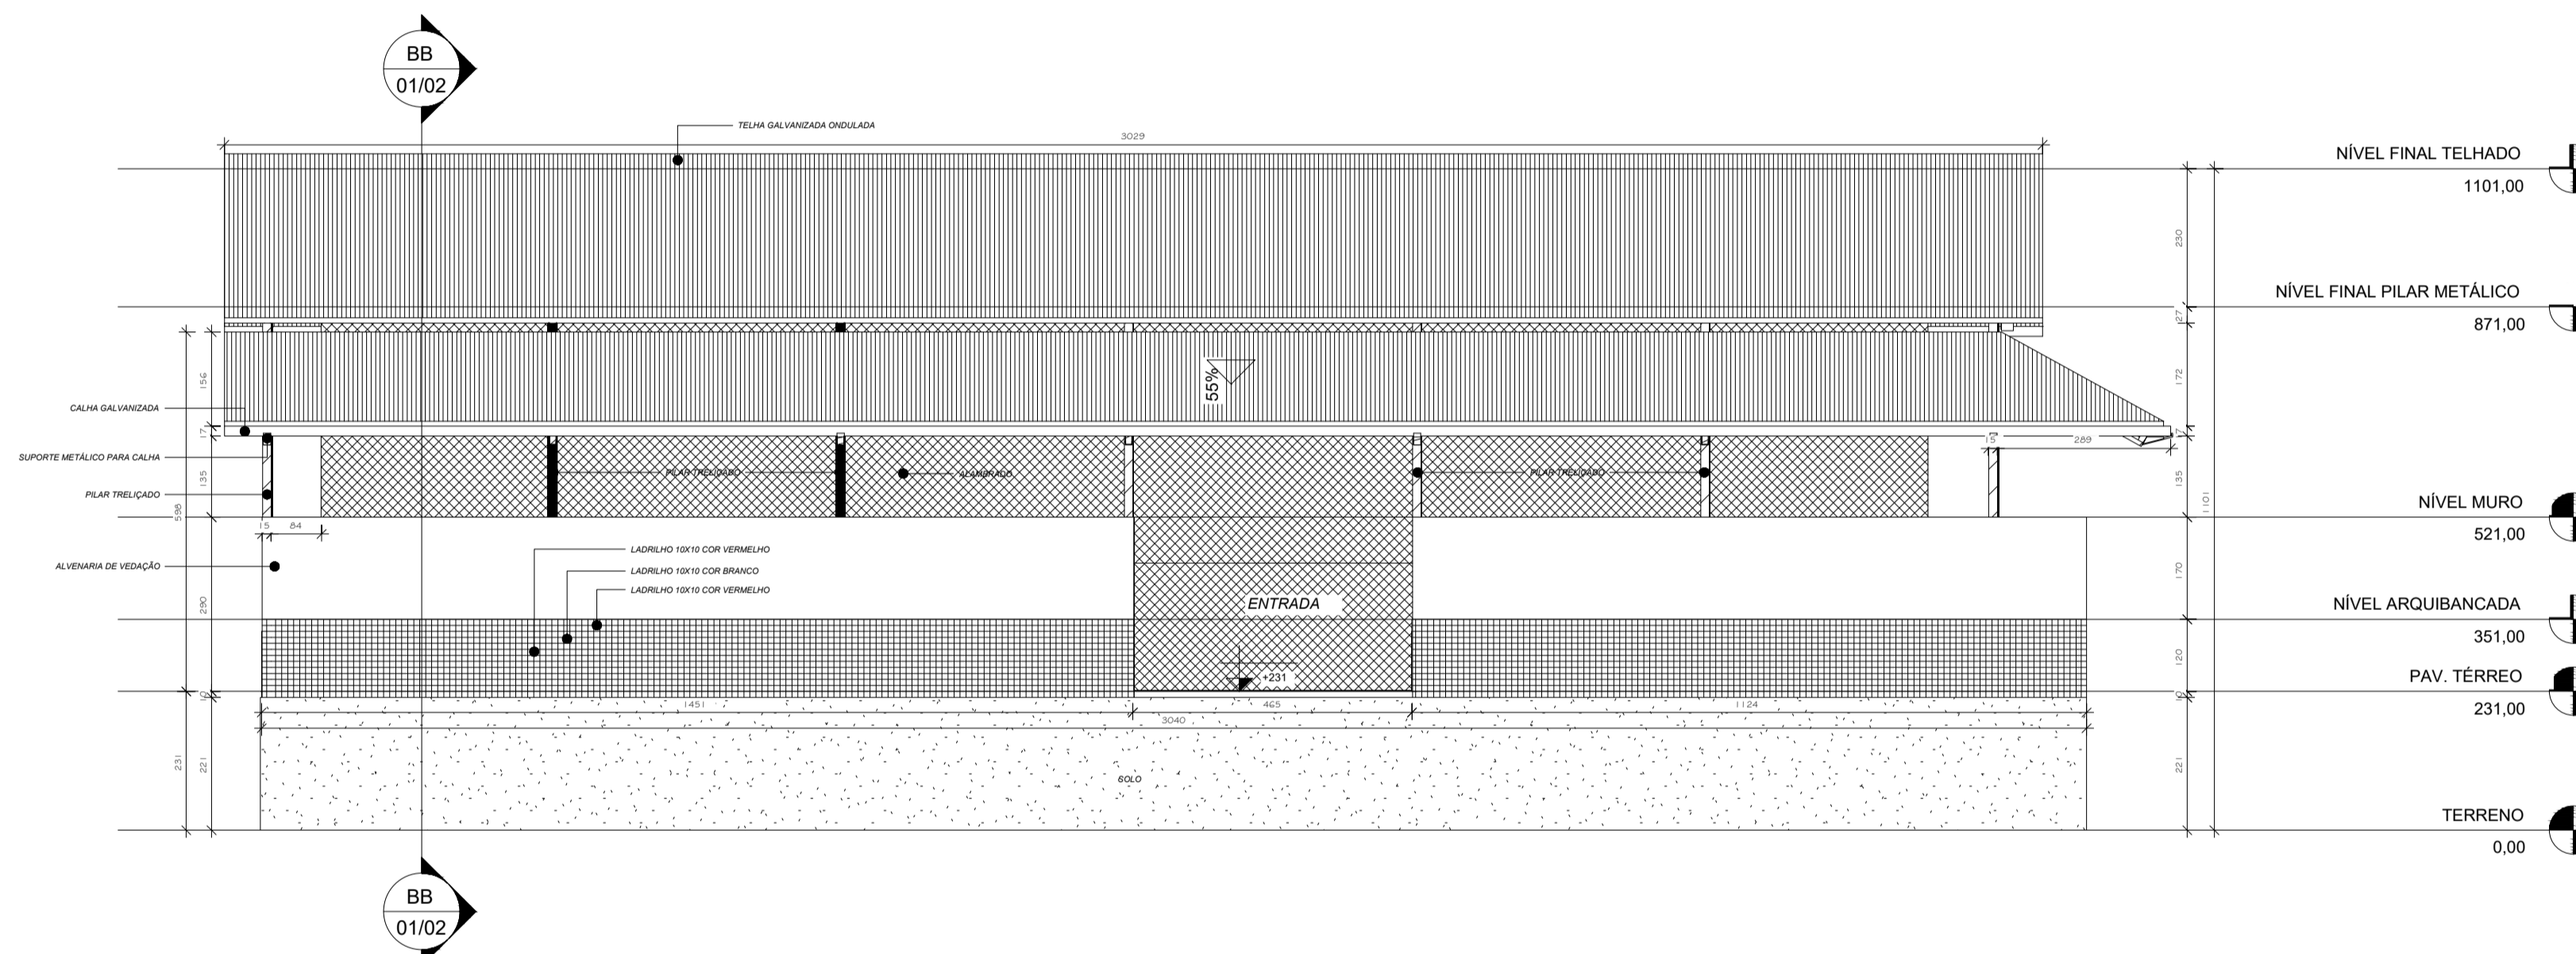 BB
01/02
TELHA GALVANIZADA ONDULADA
3029
NÍVEL FINAL TELHADO
1101,00
230
NÍVEL FINAL PILAR METÁLICO
871,00
27
156
55%
172
CALHA GALVANIZADA
17
17
15
289
SUPORTE METÁLICO PARA CALHA
PILAR TRELIÇADO
ALAMBRADO
PILAR TRELIÇADO
135
135
PILAR TRELIÇADO
598
1101
NÍVEL MURO
521,00
15
84
LADRILHO 10X10 COR VERMELHO
ALVENARIA DE VEDAÇÃO
LADRILHO 10X10 COR BRANCO
170
LADRILHO 10X10 COR VERMELHO
290
ENTRADA
NÍVEL ARQUIBANCADA
351,00
120
+231
PAV. TÉRREO
231,00
10
10
1451
465
1124
3040
231
221
SOLO
221
TERRENO
0,00
BB
01/02